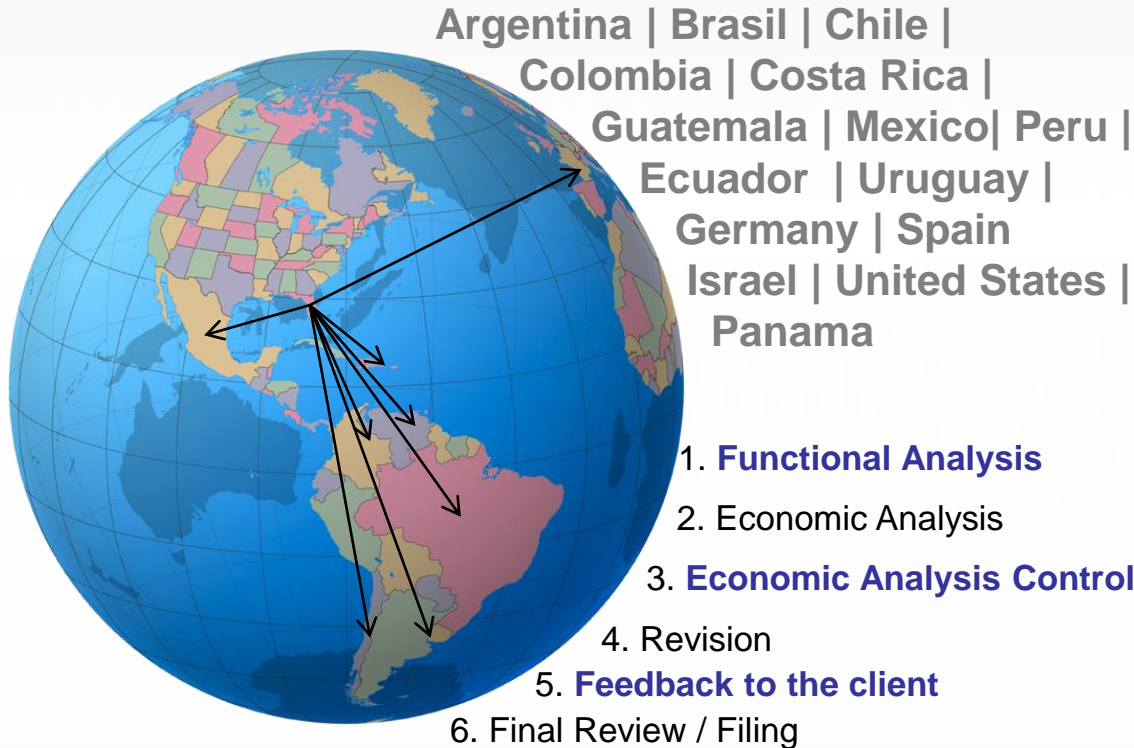 Argentina | Brasil | Chile |
Colombia | Costa Rica |
Guatemala | Mexico| Peru |
Ecuador | Uruguay |
Germany | Spain
Israel | United States |
Panama
1. Functional Analysis
2. Economic Analysis
3. Economic Analysis Control
4. Revision
5. Feedback to the client
6. Final Review / Filing